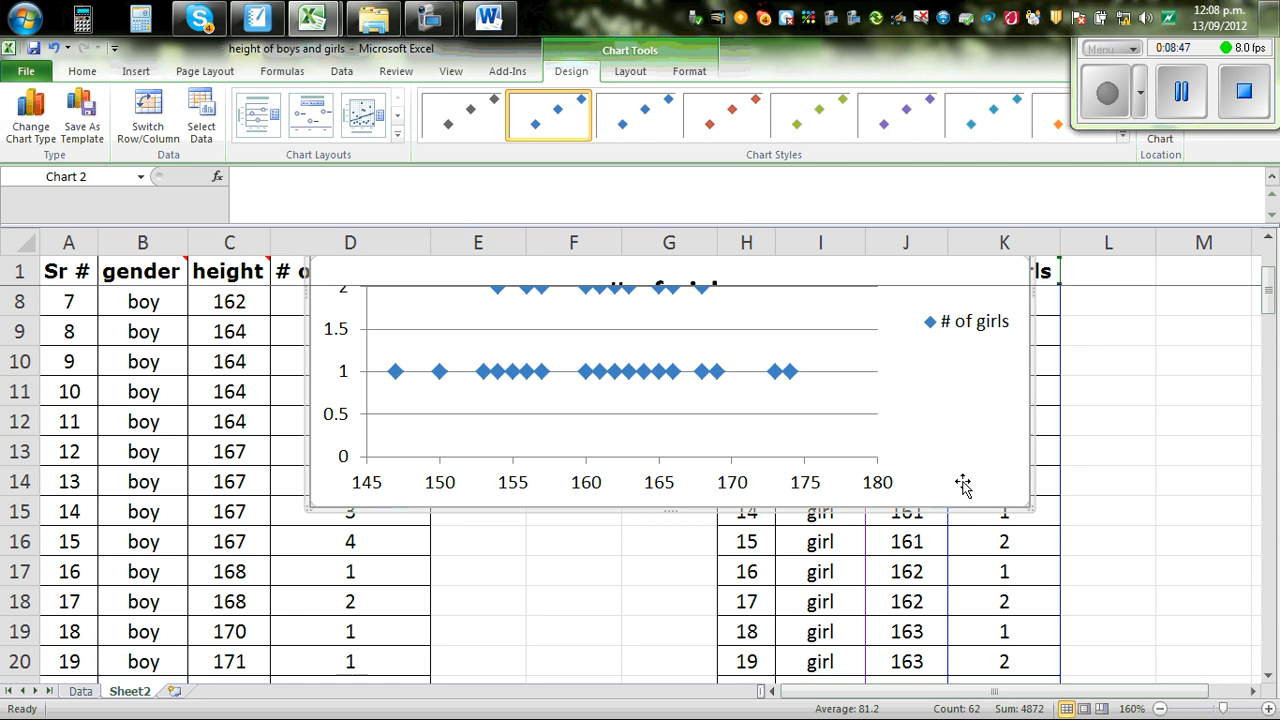 12:08 p.m.
13/09/2012
height of boys and girls - Microsoft Excel
Chart Tools
Menu
0:08:47
8.0 fps
File Home Insert Page Layout Formulas Data Review View Add-Ins Design Layout Format
Change Chart Type
Save As Template
Switch Row/Column
Select Data
Chart
Type Data Chart Layouts Chart Styles Location
Chart 2 fx
A B C D E F G H I J K L M
1 Sr # gender height
8 7 boy 162
9 8 boy 164
10 9 boy 164
11 10 boy 164
12 11 boy 164
13 12 boy 167
14 13 boy 167
15 14 boy 167 3 14 girl 161 1
16 15 boy 167 4 15 girl 161 2
17 16 boy 168 1 16 girl 162 1
18 17 boy 168 2 17 girl 162 2
19 18 boy 170 1 18 girl 163 1
20 19 boy 171 1 19 girl 163 2
2
1.5
1
0.5
0
145 150 155 160 165 170 175 180
# of girls
Data Sheet2
Ready Average: 81.2 Count: 62 Sum: 4872 160%